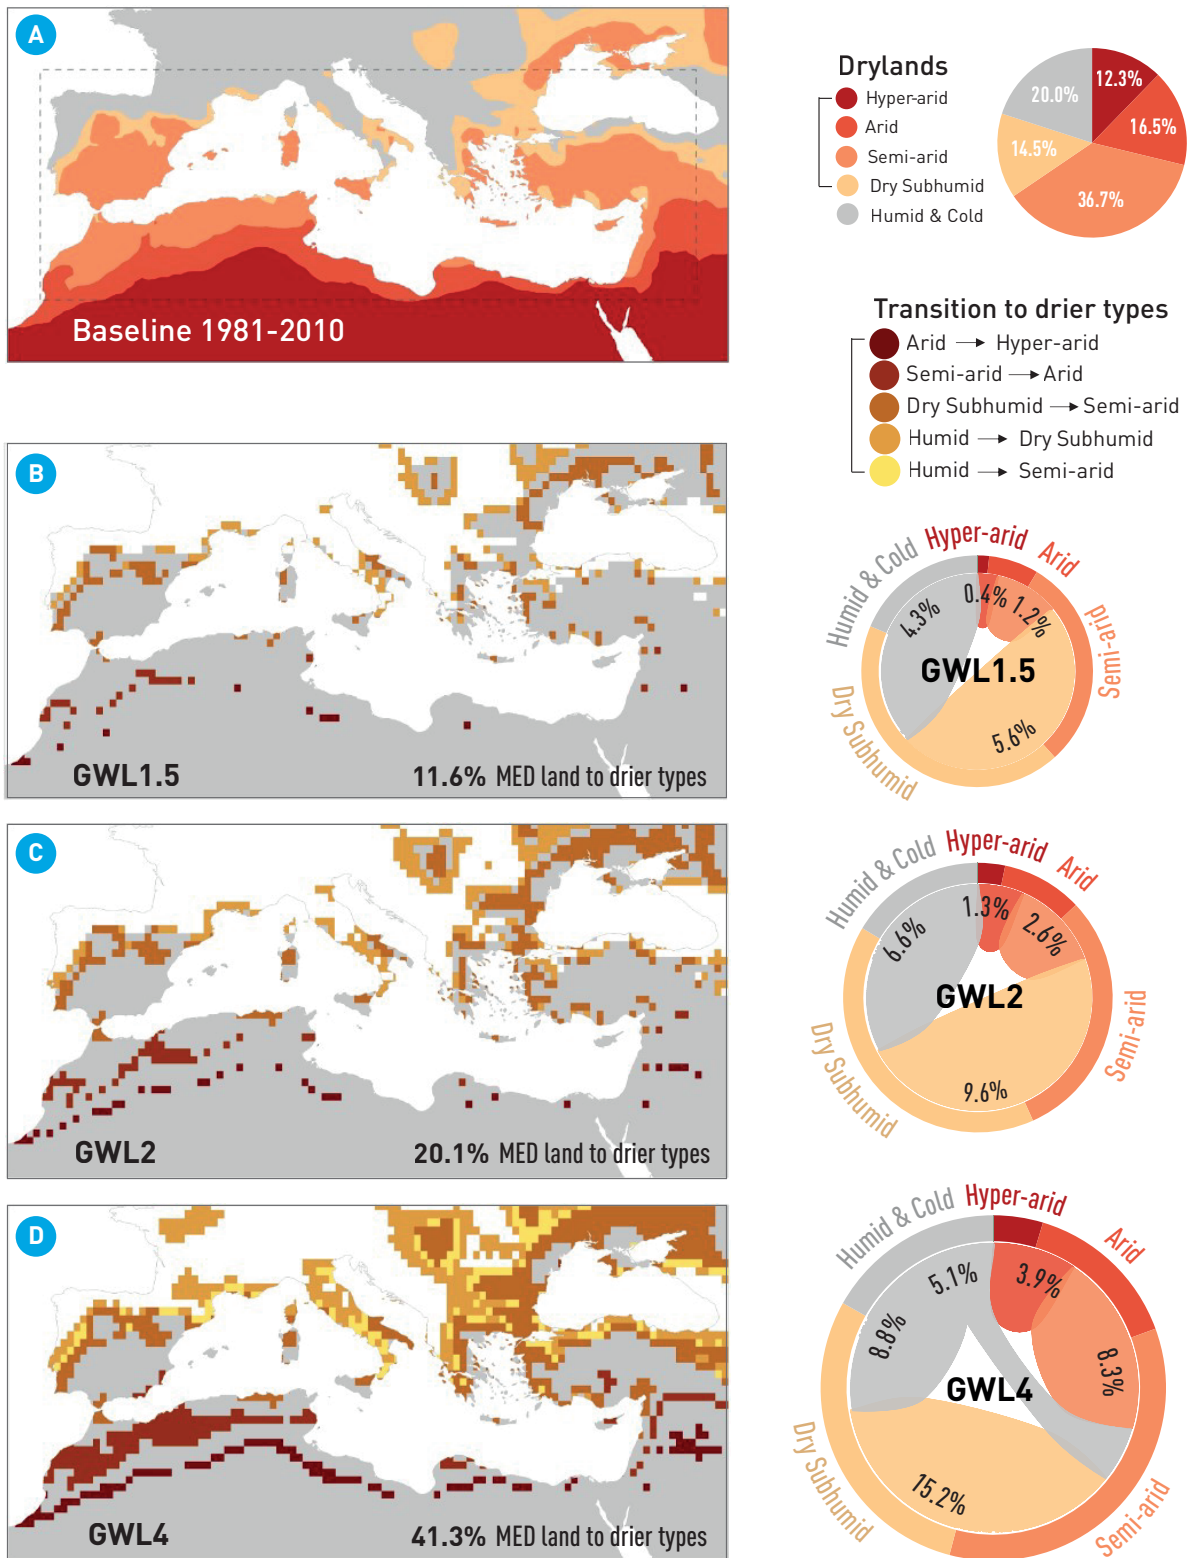 A
Baseline 1981-2010
Drylands
Hyper-arid
Arid
Semi-arid
Dry Subhumid
Humid & Cold
12.3%
16.5%
36.7%
14.5%
20.0%
Transition to drier types
Arid → Hyper-arid
Semi-arid → Arid
Dry Subhumid → Semi-arid
Humid → Dry Subhumid
Humid → Semi-arid
B
GWL1.5
11.6% MED land to drier types
Humid & Cold
Hyper-arid
Arid
Semi-arid
Dry Subhumid
4.3%
0.4%
1.2%
5.6%
GWL1.5
C
GWL2
20.1% MED land to drier types
Humid & Cold
Hyper-arid
Arid
Semi-arid
Dry Subhumid
6.6%
1.3%
2.6%
9.6%
GWL2
D
GWL4
41.3% MED land to drier types
Humid & Cold
Hyper-arid
Arid
Semi-arid
Dry Subhumid
8.8%
5.1%
3.9%
8.3%
15.2%
GWL4